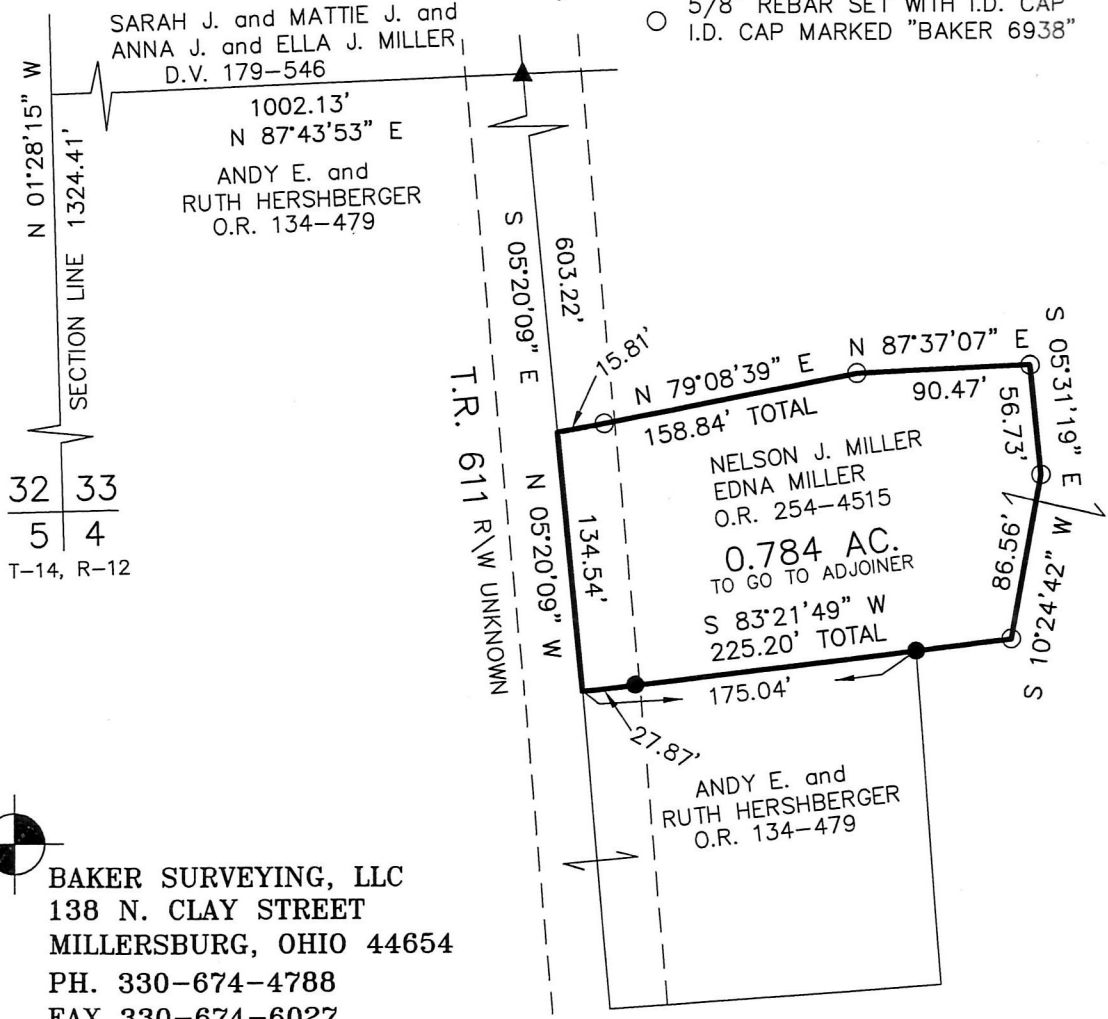 SARAH J. and MATTIE J. and
ANNA J. and ELLA J. MILLER
D.V. 179-546
5/8" REBAR SET WITH I.D. CAP
I.D. CAP MARKED "BAKER 6938"
N 01°28'15" W
SECTION LINE 1324.41'
1002.13'
N 87°43'53" E
ANDY E. and
RUTH HERSHBERGER
O.R. 134-479
S 05°20'09" E
603.22'
15.81'
N 79°08'39" E
158.84' TOTAL
N 87°37'07" E
90.47'
S 05°31'19" E
56.73'
T.R. 611 R\W UNKNOWN
N 05°20'09" W
134.54'
NELSON J. MILLER
EDNA MILLER
O.R. 254-4515
0.784 AC.
TO GO TO ADJOINER
S 83°21'49" W
225.20' TOTAL
86.56'
S 10°24'42" W
175.04'
27.87'
32 33
5 4
T-14, R-12
ANDY E. and
RUTH HERSHBERGER
O.R. 134-479
BAKER SURVEYING, LLC
138 N. CLAY STREET
MILLERSBURG, OHIO 44654
PH. 330-674-4788
FAX 330-674-6027